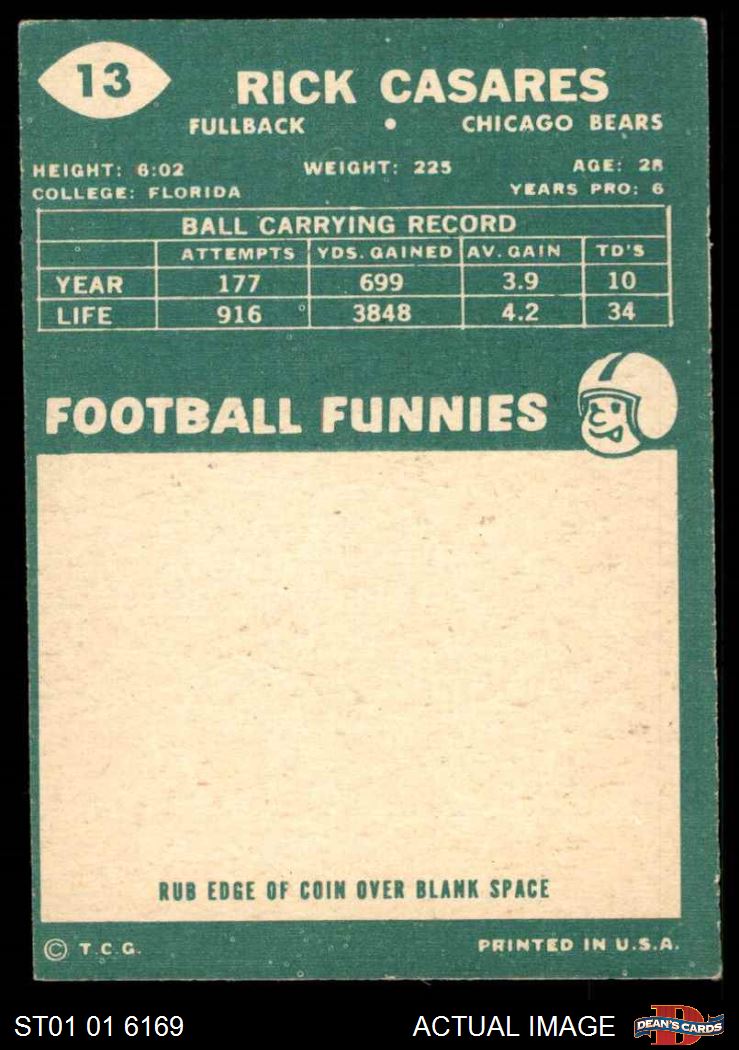 13
RICK CASARES
FULLBACK • CHICAGO BEARS
HEIGHT: 6:02 WEIGHT: 225 AGE: 28
COLLEGE: FLORIDA YEARS PRO: 6
BALL CARRYING RECORD
ATTEMPTS YDS. GAINED AV. GAIN TD'S
YEAR 177 699 3.9 10
LIFE 916 3848 4.2 34
FOOTBALL FUNNIES
RUB EDGE OF COIN OVER BLANK SPACE
© T.C.G. PRINTED IN U.S.A.
ST01 01 6169 ACTUAL IMAGE D DEAN'S CARDS